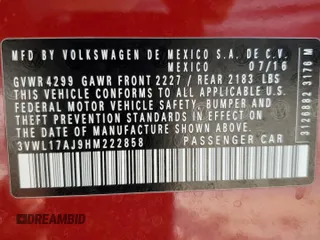 MFD. BY VOLKSWAGEN DE MEXICO S.A. DE C.V.
MEXICO 07/16
GVWR 4299 GAWR FRONT 2227 / REAR 2183 LBS
THIS VEHICLE CONFORMS TO ALL APPLICABLE U.S.
FEDERAL MOTOR VEHICLE SAFETY, BUMPER AND
THEFT PREVENTION STANDARDS IN EFFECT ON THE
DATE OF MANUFACTURE SHOWN ABOVE.
3VWL17AJ9HM222858 PASSENGER CAR
3126882 3176 M
DREAMBID